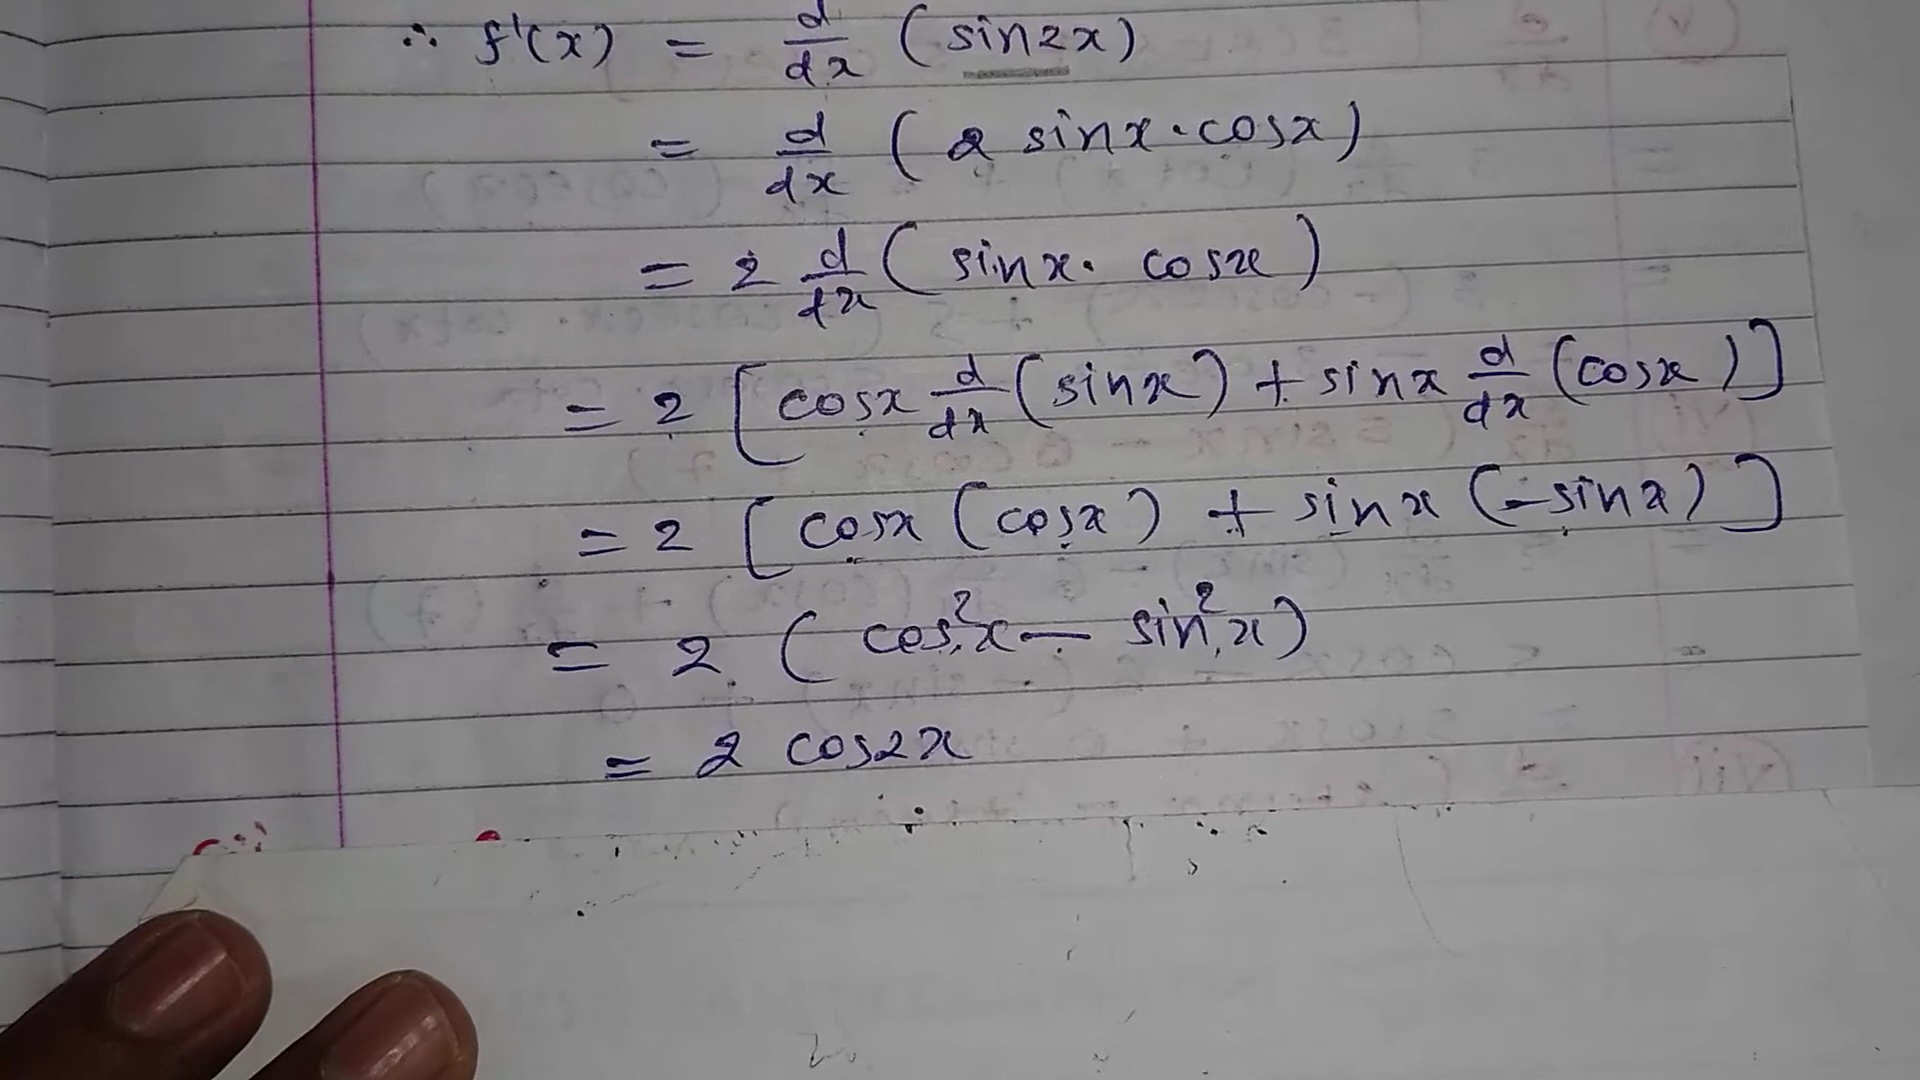 ∴ f'(x) = d/dx (sin2x)
= d/dx (2 sinx·cosx)
= 2 d/dx (sinx· cosx)
= 2 [cosx d/dx (sinx) + sinx d/dx (cosx)]
= 2 [cosx (cosx) + sinx (-sinx)]
= 2 (cos²x - sin²x)
= 2 cos2x